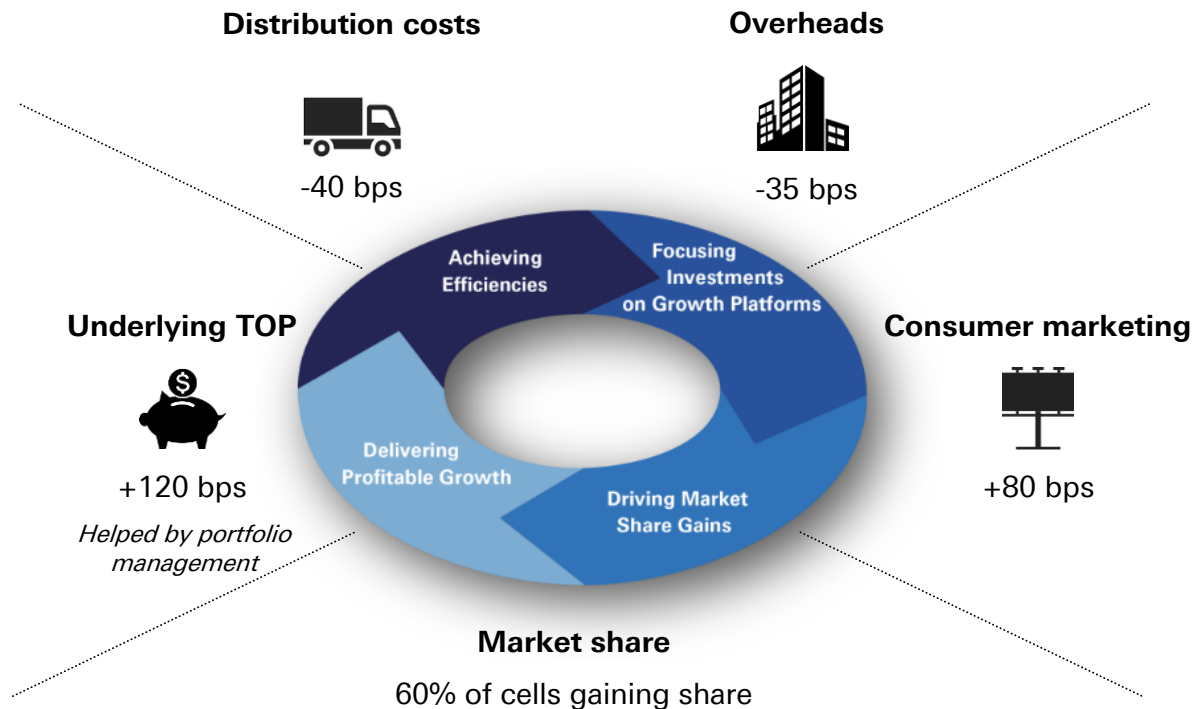 Distribution costs
Overheads
-40 bps
-35 bps
Achieving
Efficiencies
Focusing
Investments
on Growth Platforms
Underlying TOP
$
+120 bps
Helped by portfolio
management
Consumer marketing
+80 bps
Delivering
Profitable Growth
Driving Market
Share Gains
Market share
60% of cells gaining share